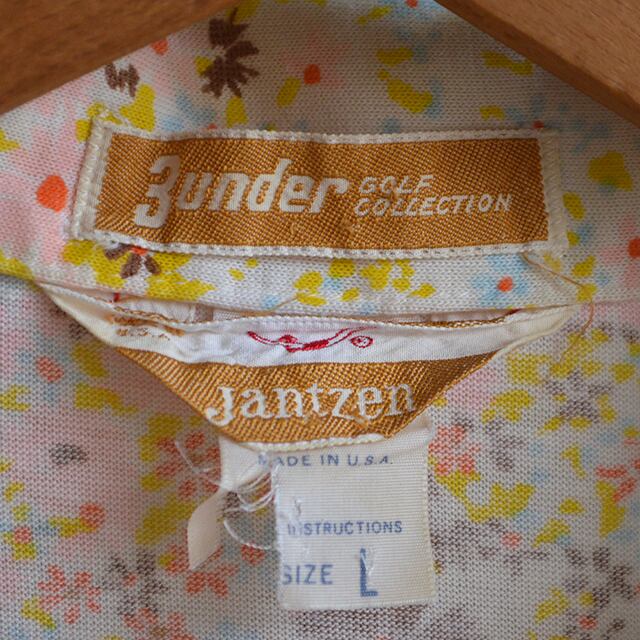 3under GOLF
COLLECTION
Jantzen
MADE IN U.S.A.
INSTRUCTIONS
SIZE L